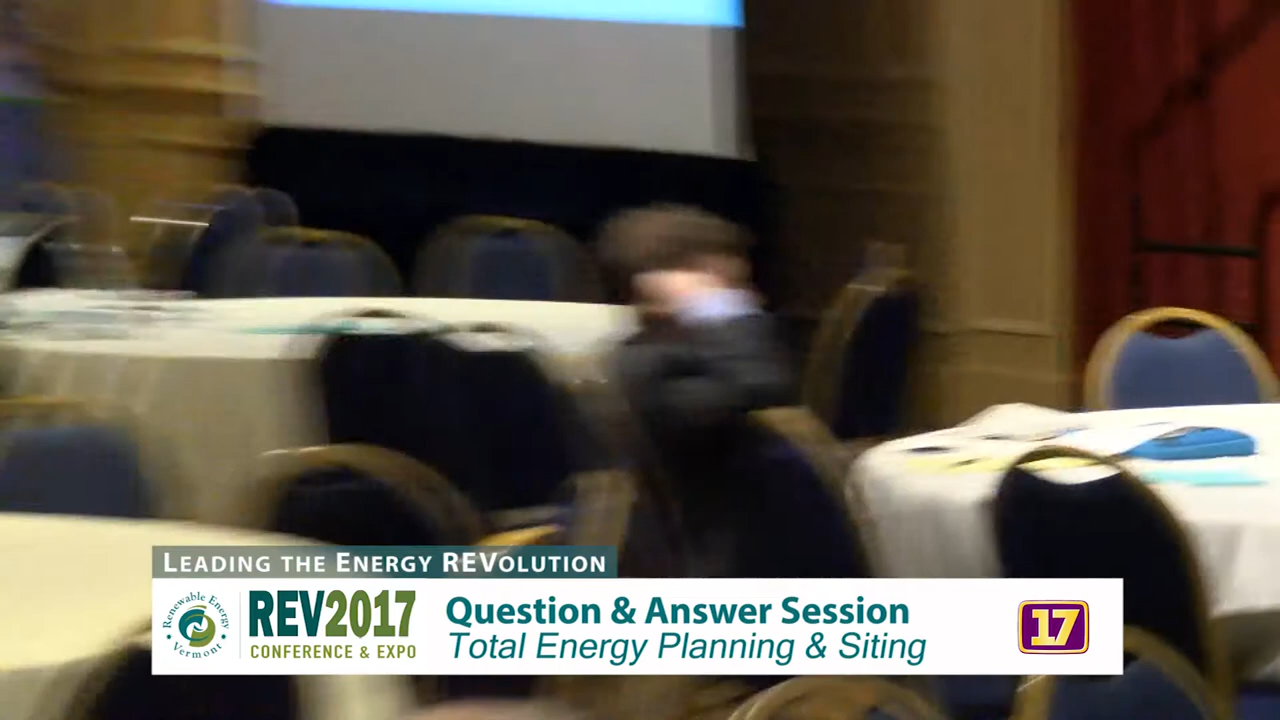 LEADING THE ENERGY REVOLUTION
Renewable Energy
Vermont
REV2017
CONFERENCE & EXPO
Question & Answer Session
Total Energy Planning & Siting
17